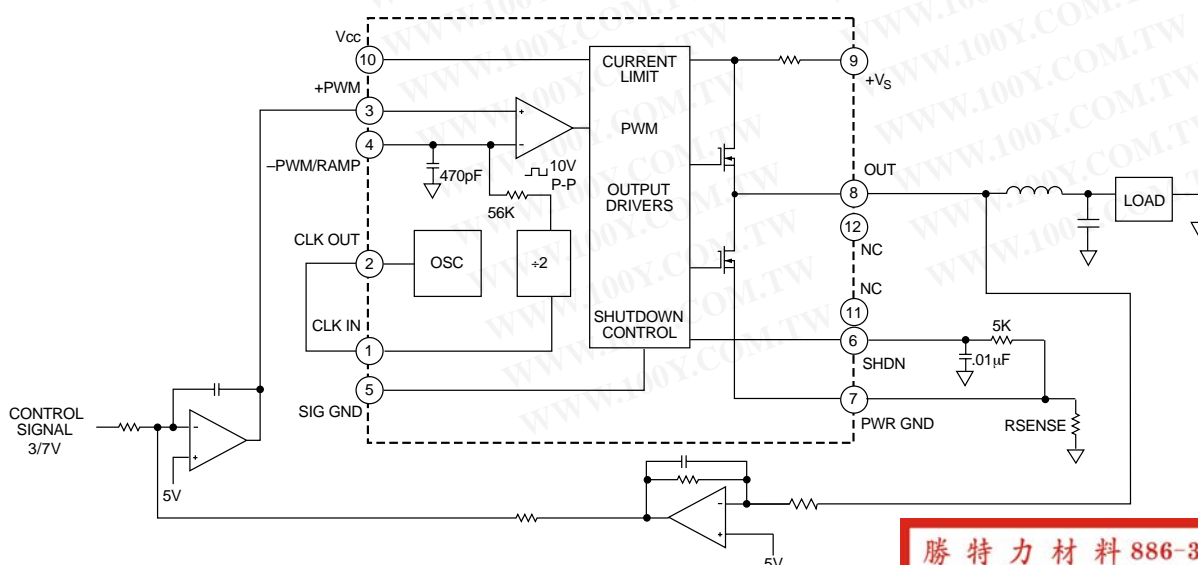 Vcc
10
CURRENT
LIMIT
9
+VS
+PWM
3
+
PWM
4
−
–PWM/RAMP
470pF
10V
P-P
56K
OUTPUT
DRIVERS
OUT
8
LOAD
12
NC
CLK OUT
2
OSC
÷2
NC
11
CLK IN
1
SHUTDOWN
CONTROL
5K
6
SHDN
.01µF
5
SIG GND
7
PWR GND
RSENSE
CONTROL
SIGNAL
3/7V
−
+
5V
−
+
5V
勝特力材料886-3
WWW.100Y.COM.TW